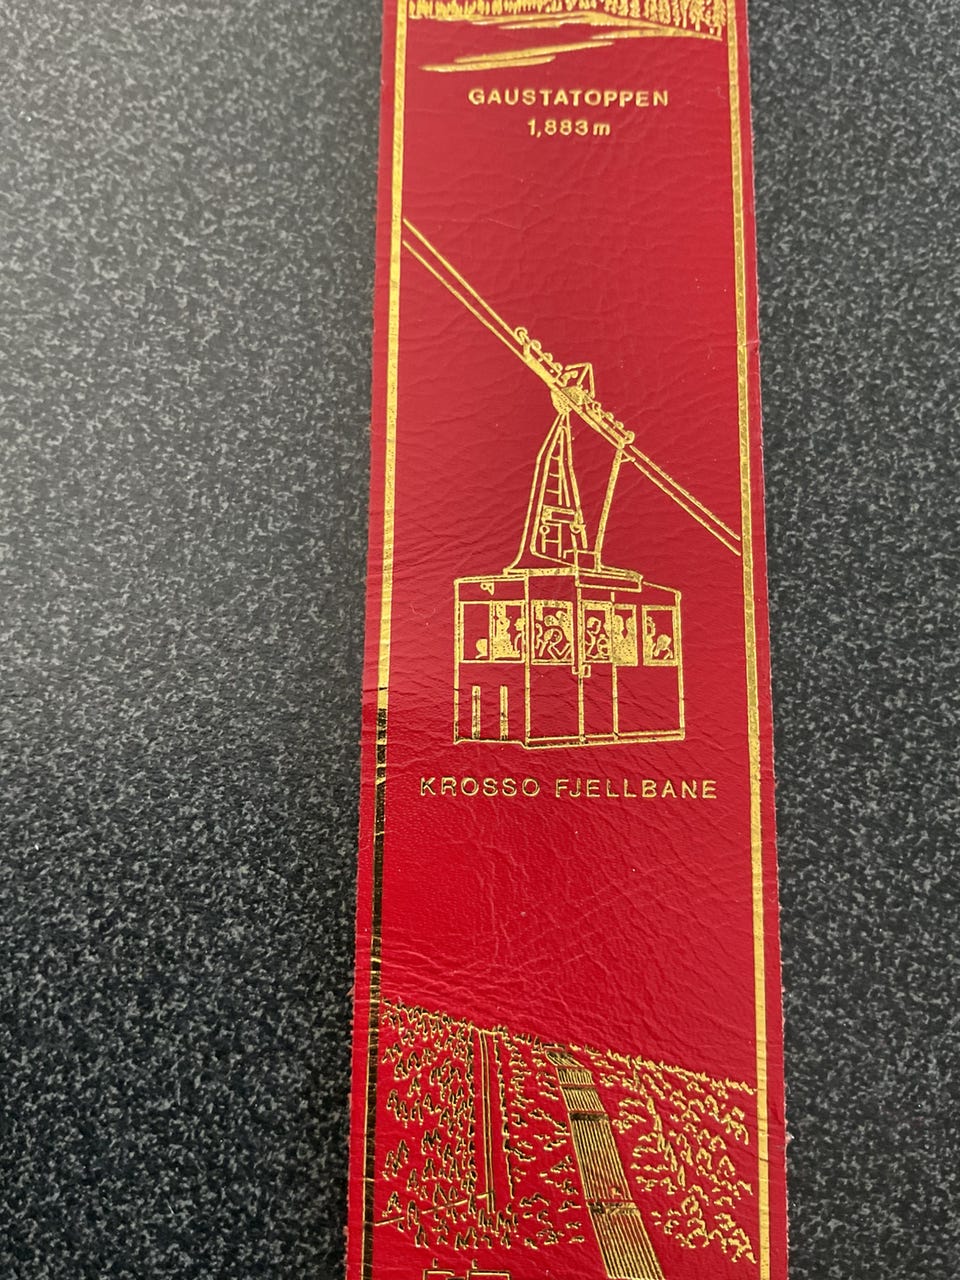 GAUSTATOPPEN
1,883m
KROSSO FJELLBANE